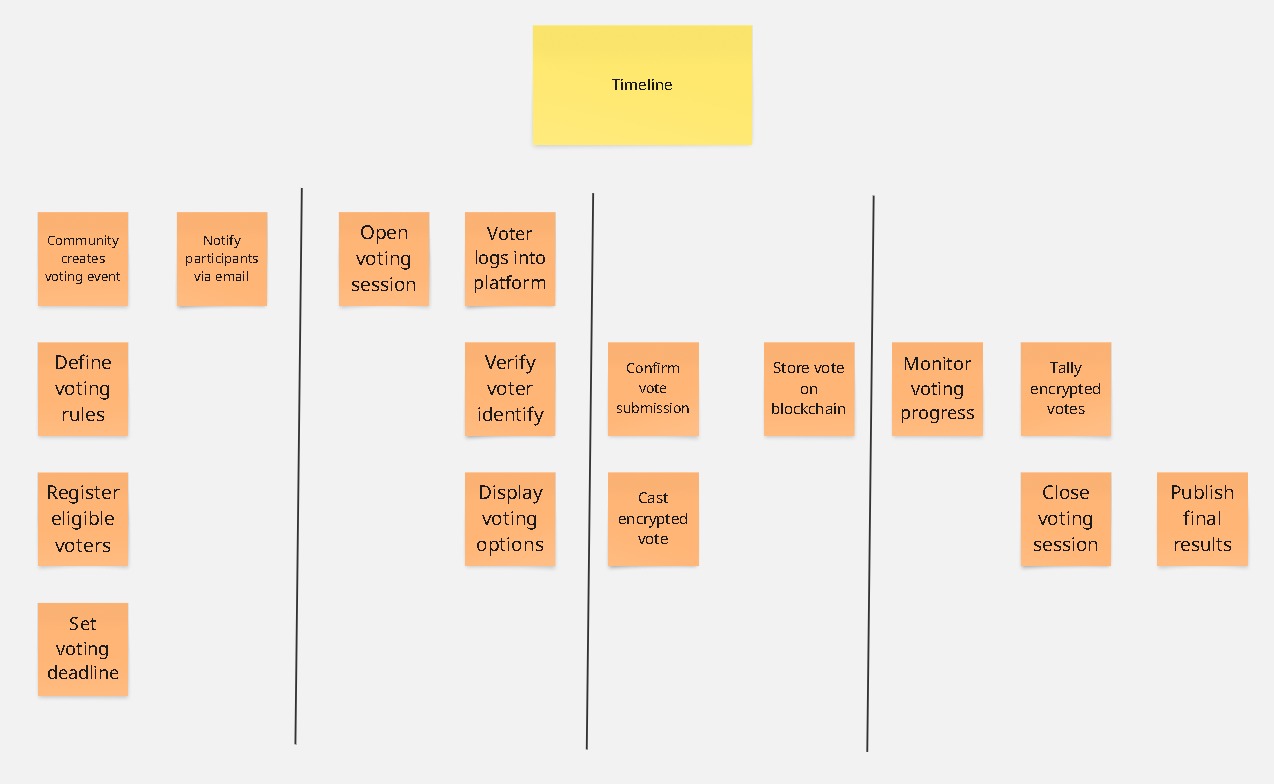 Timeline
Community
creates
voting event
Notify
participants
via email
Open
voting
session
Voter
logs into
platform
Define
voting
rules
Verify
voter
identify
Confirm
vote
submission
Store vote
on
blockchain
Monitor
voting
progress
Tally
encrypted
votes
Register
eligible
voters
Display
voting
options
Cast
encrypted
vote
Close
voting
session
Publish
final
results
Set
voting
deadline